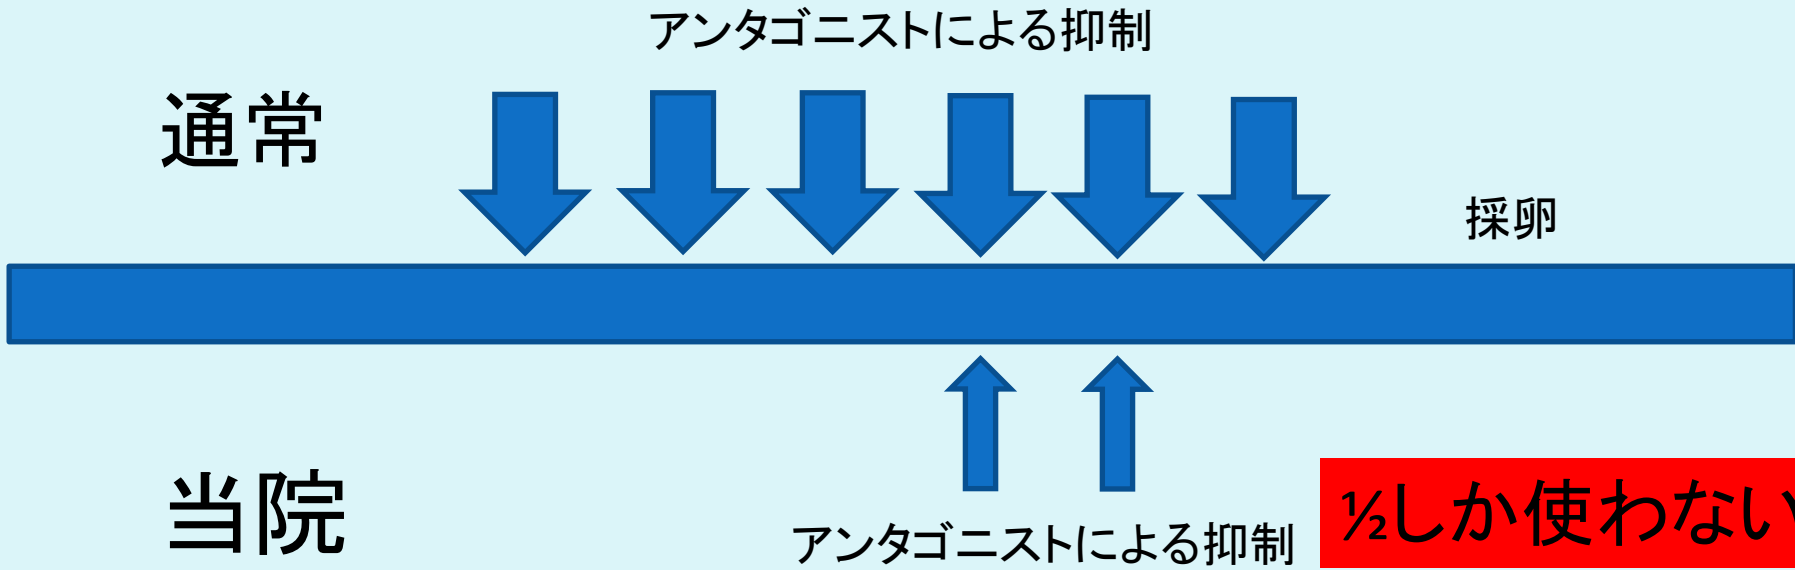 アンタゴニストによる抑制
通常
採卵
当院
アンタゴニストによる抑制
½しか使わない